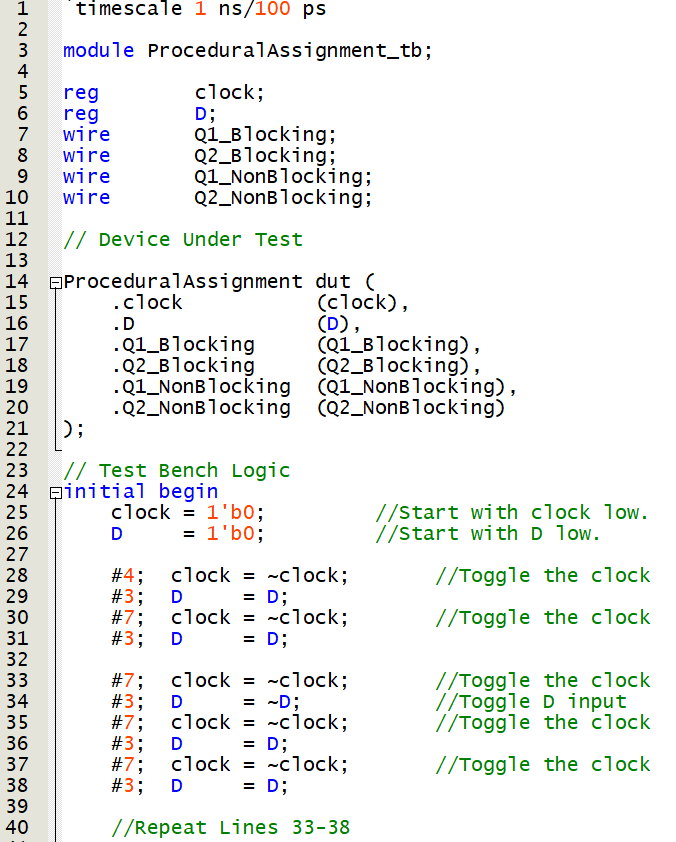 1 `timescale 1 ns/100 ps
2
3 module ProceduralAssignment_tb;
4
5 reg clock;
6 reg D;
7 wire Q1_Blocking;
8 wire Q2_Blocking;
9 wire Q1_NonBlocking;
10 wire Q2_NonBlocking;
11
12 // Device Under Test
13
14 ProceduralAssignment dut (
15 .clock (clock),
16 .D (D),
17 .Q1_Blocking (Q1_Blocking),
18 .Q2_Blocking (Q2_Blocking),
19 .Q1_NonBlocking (Q1_NonBlocking),
20 .Q2_NonBlocking (Q2_NonBlocking)
21 );
22
23 // Test Bench Logic
24 initial begin
25 clock = 1'b0; //Start with clock low.
26 D = 1'b0; //Start with D low.
27
28 #4; clock = ~clock; //Toggle the clock
29 #3; D = D;
30 #7; clock = ~clock; //Toggle the clock
31 #3; D = D;
32
33 #7; clock = ~clock; //Toggle the clock
34 #3; D = ~D; //Toggle D input
35 #7; clock = ~clock; //Toggle the clock
36 #3; D = D;
37 #7; clock = ~clock; //Toggle the clock
38 #3; D = D;
39
40 //Repeat Lines 33-38